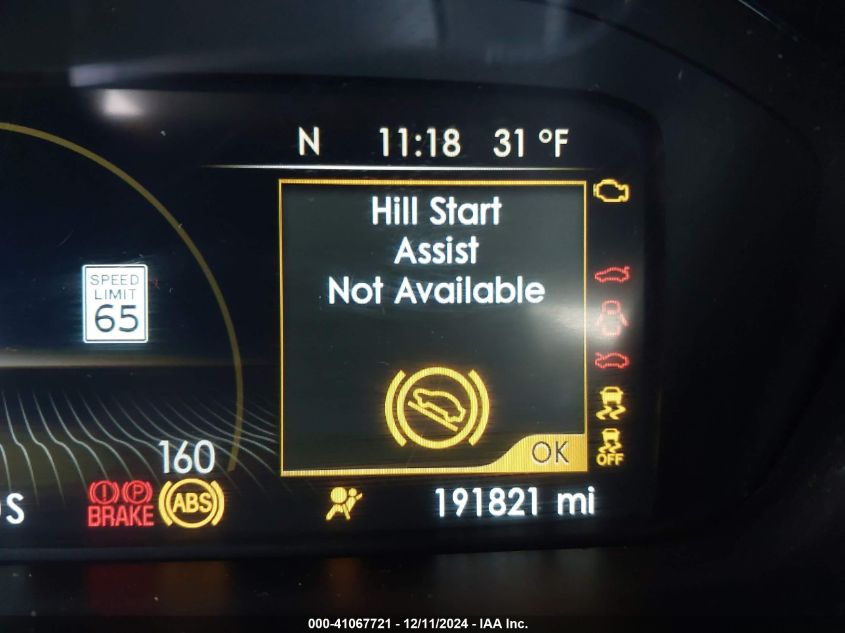 N 11:18 31 °F
Hill Start
Assist
Not Available
SPEED
LIMIT
65
OK
OFF
160
BRAKE ABS
191821 mi
000-41067721 - 12/11/2024 - IAA Inc.